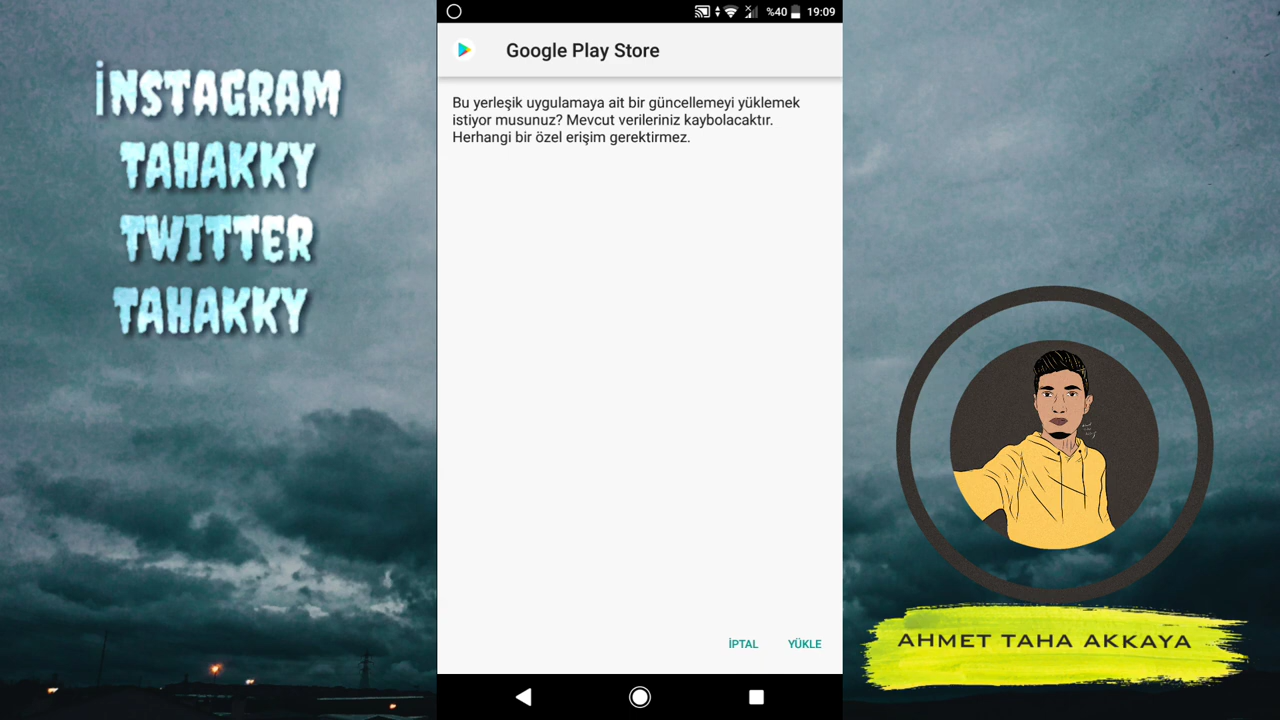 İNSTAGRAM
TAHAKKY
TWITTER
TAHAKKY
%40 19:09
Google Play Store
Bu yerleşik uygulamaya ait bir güncellemeyi yüklemek
istiyor musunuz? Mevcut verileriniz kaybolacaktır.
Herhangi bir özel erişim gerektirmez.
İPTAL YÜKLE
AHMET TAHA AKKAYA